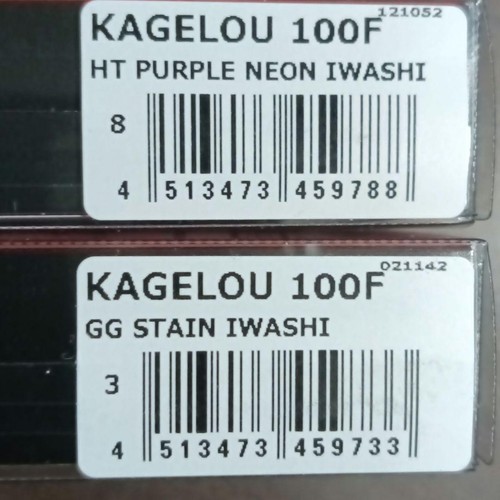 121052
KAGELOU 100F
HT PURPLE NEON IWASHI
8
4 513473 459788
021142
KAGELOU 100F
GG STAIN IWASHI
3
4 513473 459733